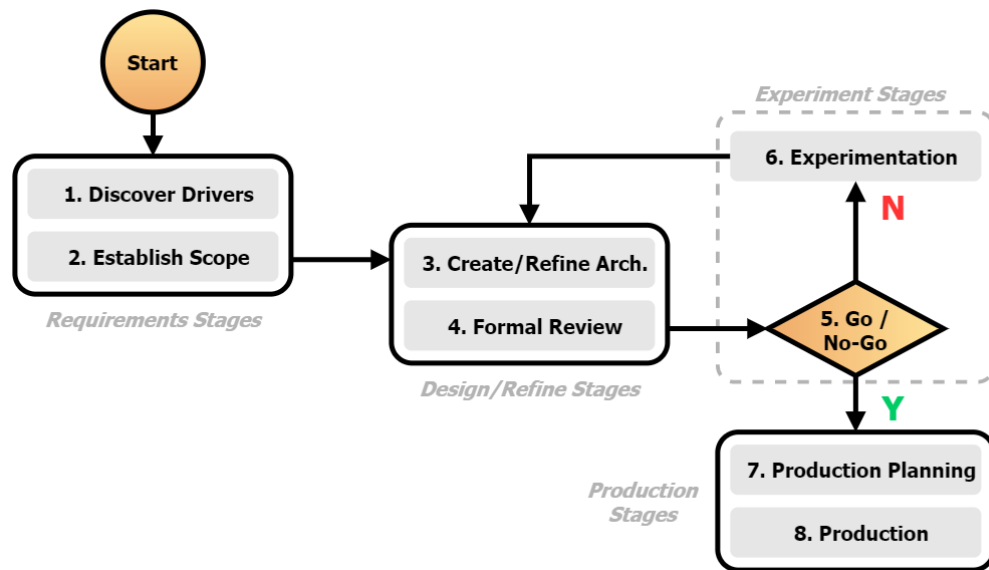 Start
1. Discover Drivers
2. Establish Scope
Requirements Stages
3. Create/Refine Arch.
4. Formal Review
Design/Refine Stages
Experiment Stages
6. Experimentation
N
5. Go /
No-Go
Y
7. Production Planning
8. Production
Production
Stages